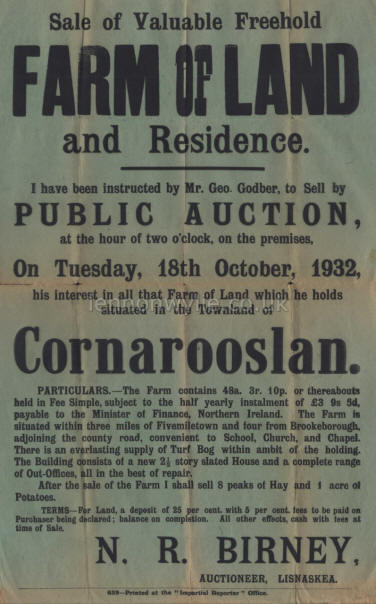 Sale of Valuable Freehold
FARM OF LAND
and Residence.
I have been instructed by Mr. Geo. Godber, to Sell by
PUBLIC AUCTION,
at the hour of two o'clock, on the premises,
On Tuesday, 18th October, 1932,
his interest in all that Farm of Land which he holds
situated in the Townland of
Cornarooslan.
PARTICULARS.—The Farm contains 48a. 3r. 10p. or thereabouts
held in Fee Simple, subject to the half yearly instalment of £3 9s 5d,
payable to the Minister of Finance, Northern Ireland. The Farm is
situated within three miles of Fivemiletown and four from Brookeborough,
adjoining the county road, convenient to School, Church, and Chapel.
There is an everlasting supply of Turf Bog within ambit of the holding.
The Building consists of a new 2½ story slated House and a complete range
of Out-Offices, all in the best of repair.
After the sale of the Farm I shall sell 8 peaks of Hay and 1 acre of
Potatoes.
TERMS—For Land, a deposit of 25 per cent. with 5 per cent. fees to be paid on
Purchaser being declared; balance on completion. All other effects, cash with fees at
time of Sale.
N. R. BIRNEY,
AUCTIONEER, LISNASKEA.
639—Printed at the "Impartial Reporter" Office.